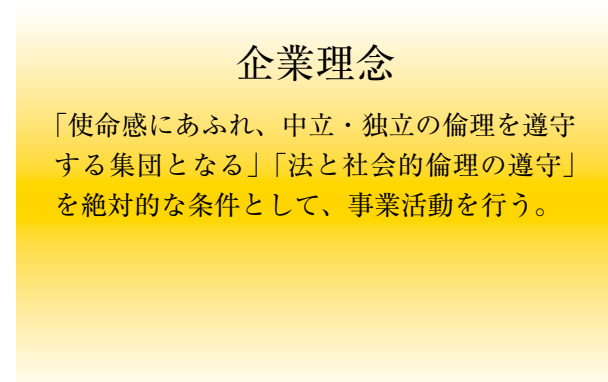 企業理念
「使命感にあふれ、中立・独立の倫理を遵守
する集団となる」「法と社会的倫理の遵守」
を絶対的な条件として、事業活動を行う。